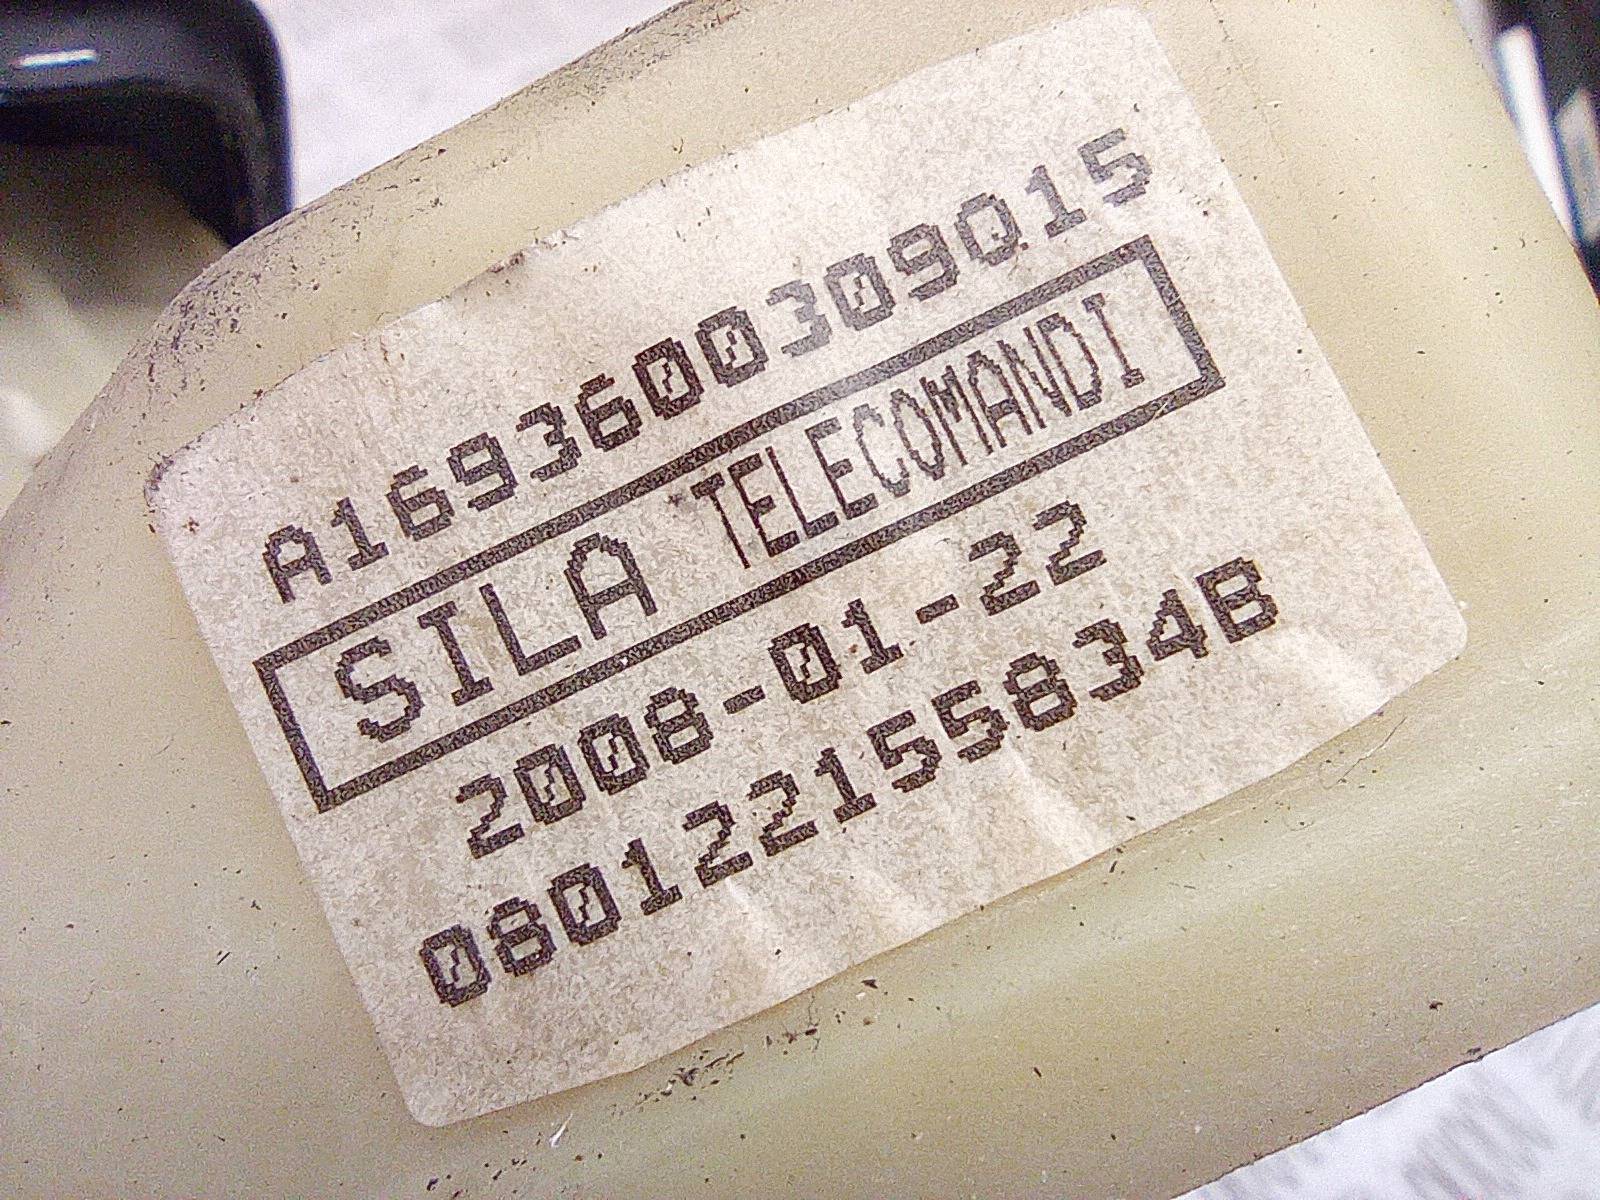 A1693600309015
SILA TELECOMANDI
2008-01-22
080122155834B